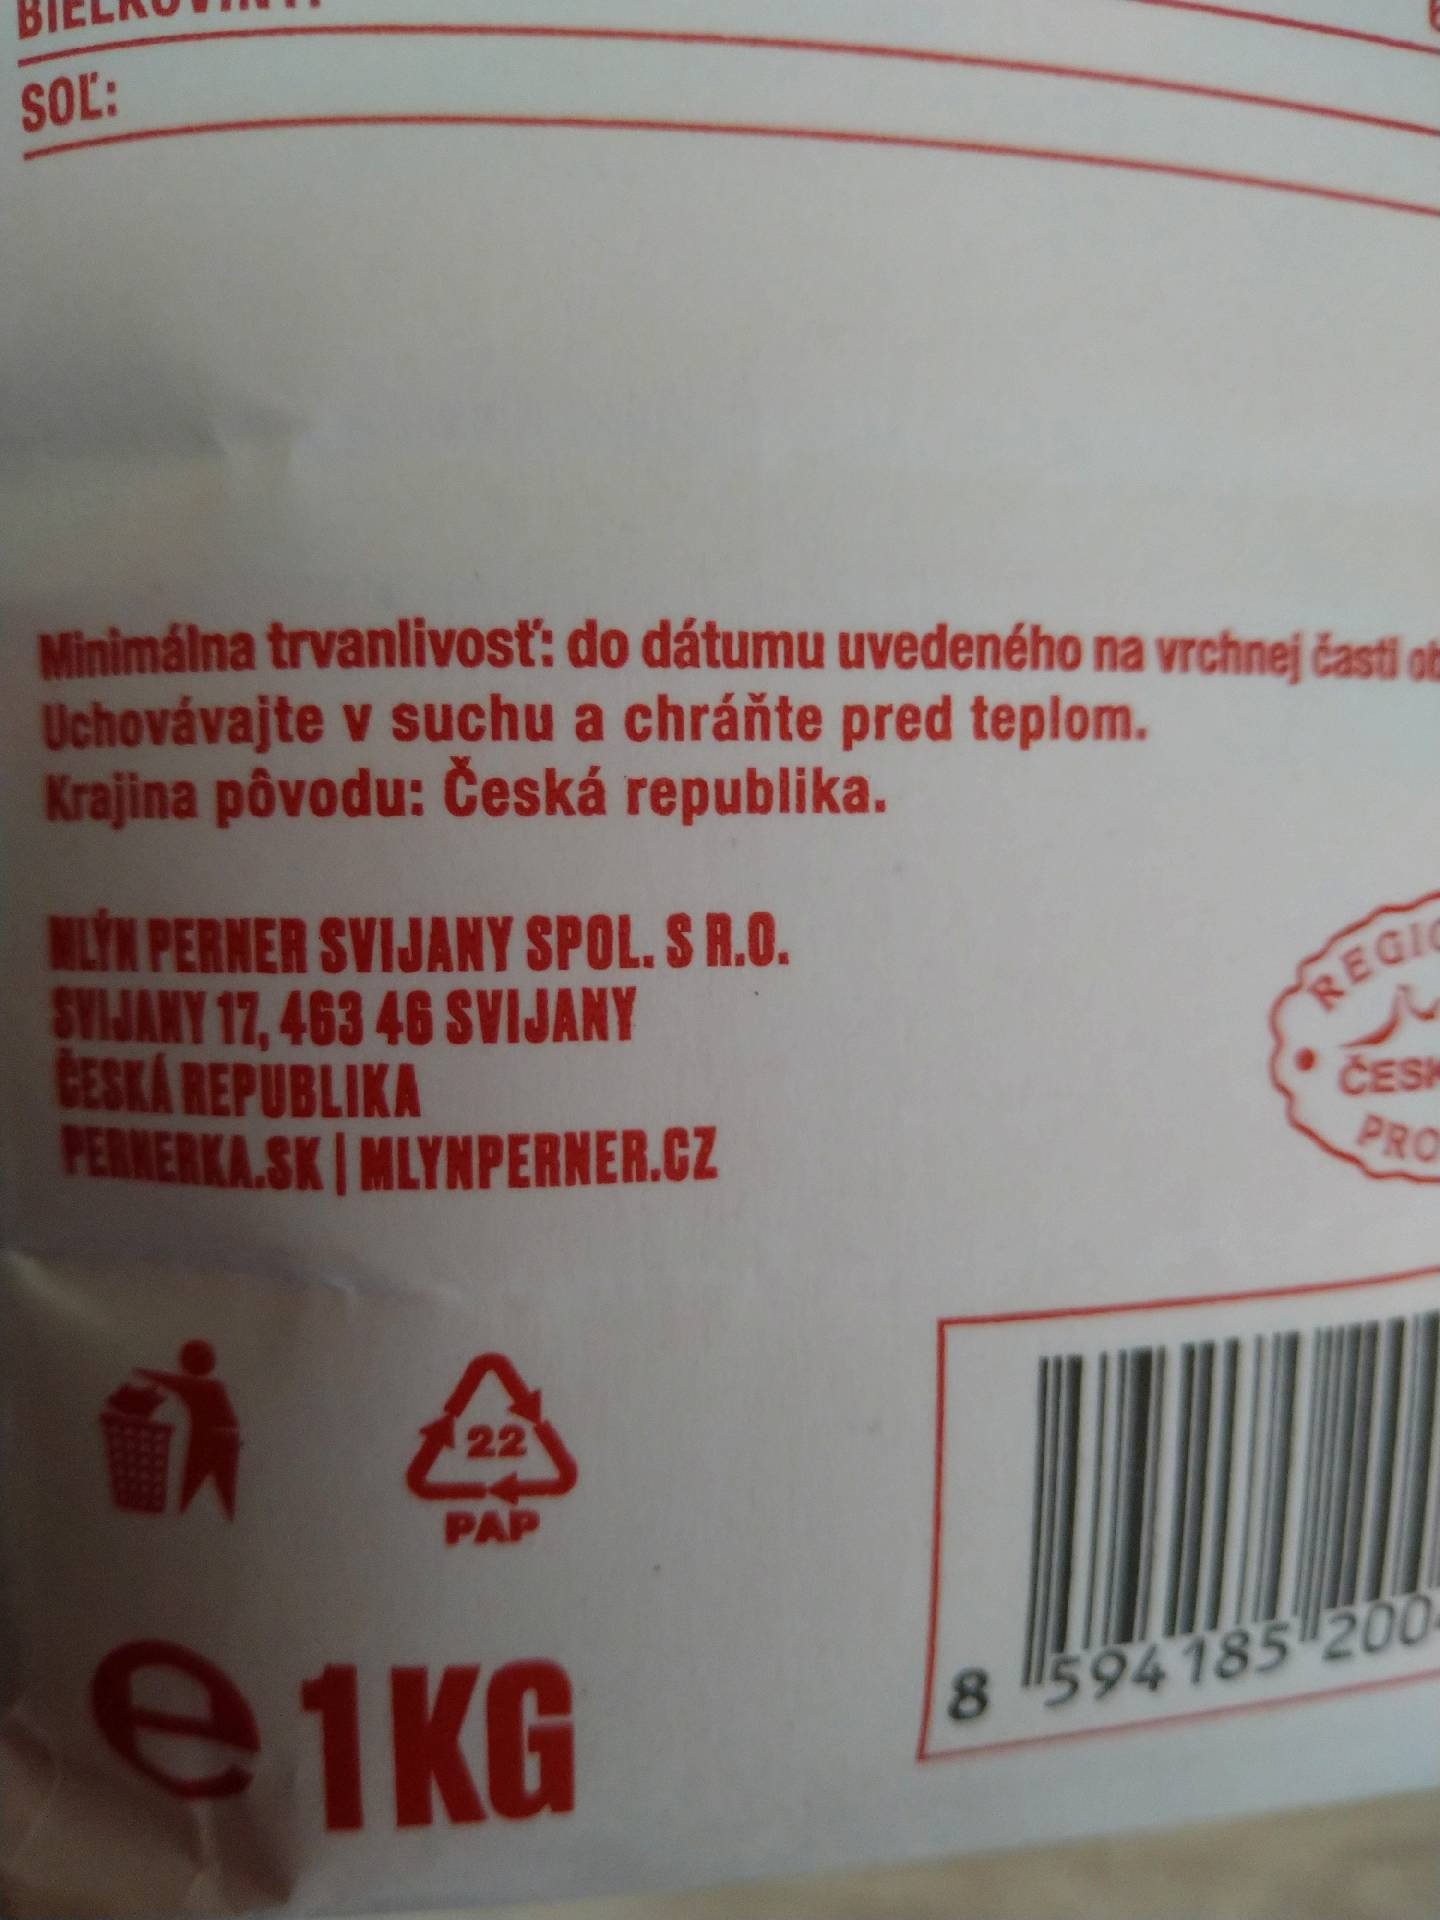 SOĽ:
Minimálna trvanlivosť: do dátumu uvedeného na vrchnej časti
Uchovávajte v suchu a chráňte pred teplom.
Krajina pôvodu: Česká republika.
MLÝN PERNER SVIJANY SPOL. S R.O.
SVIJANY 17, 463 46 SVIJANY
ČESKÁ REPUBLIKA
PERNERKA.SK | MLYNPERNER.CZ
22
PAP
e 1KG
8 594185 200